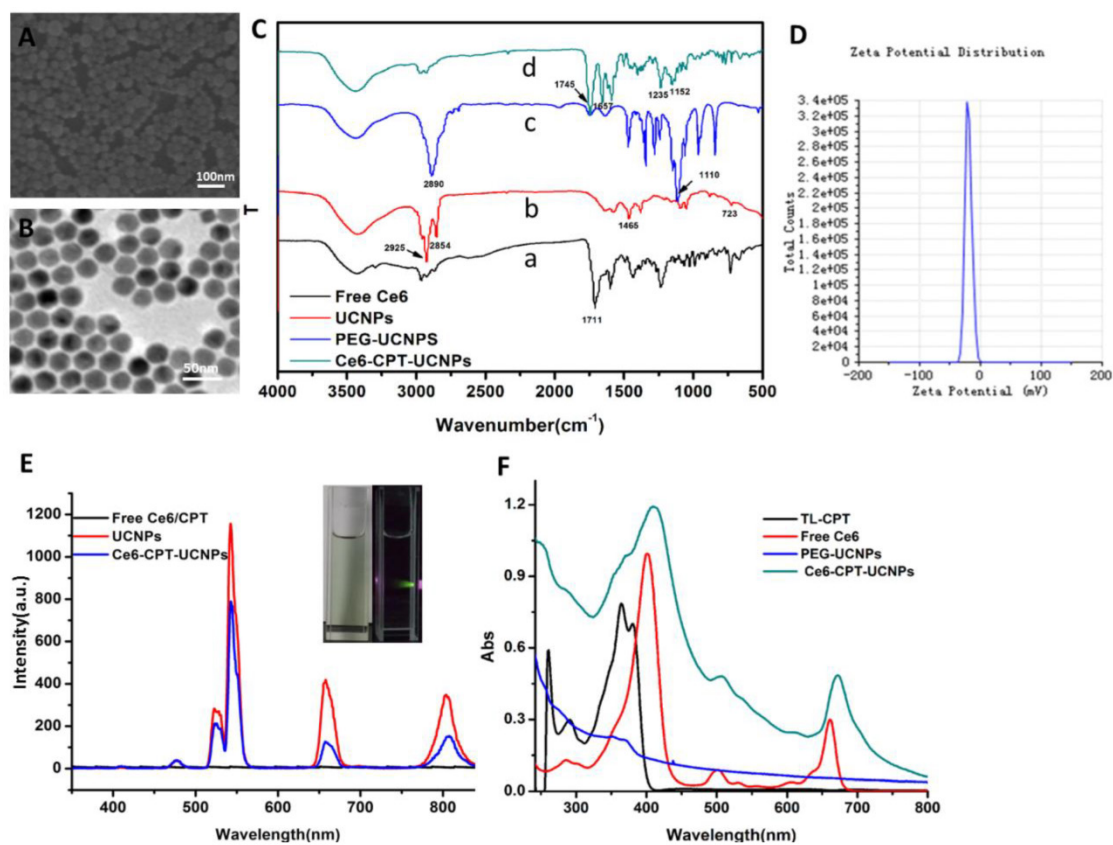 A
100nm
B
50nm
C
d
1745
1657
1235
1152
c
2890
1110
b
2925
2854
1465
723
a
1711
T
Free Ce6
UCNPs
PEG-UCNPS
Ce6-CPT-UCNPs
4000 3500 3000 2500 2000 1500 1000 500
Wavenumber(cm-1)
D
Zeta Potential Distribution
Total Counts
3.4e+05
3.2e+05
3e+05
2.8e+05
2.6e+05
2.4e+05
2.2e+05
2e+05
1.8e+05
1.6e+05
1.4e+05
1.2e+05
1e+05
8e+04
6e+04
4e+04
2e+04
0
-200 -100 0 100 200
Zeta Potential (mV)
E
Free Ce6/CPT
UCNPs
Ce6-CPT-UCNPs
Intensity(a.u.)
1200
1000
800
600
400
200
0
400 500 600 700 800
Wavelength(nm)
F
TL-CPT
Free Ce6
PEG-UCNPs
Ce6-CPT-UCNPs
Abs
1.2
0.9
0.6
0.3
0.0
300 400 500 600 700 800
Wavelength(nm)